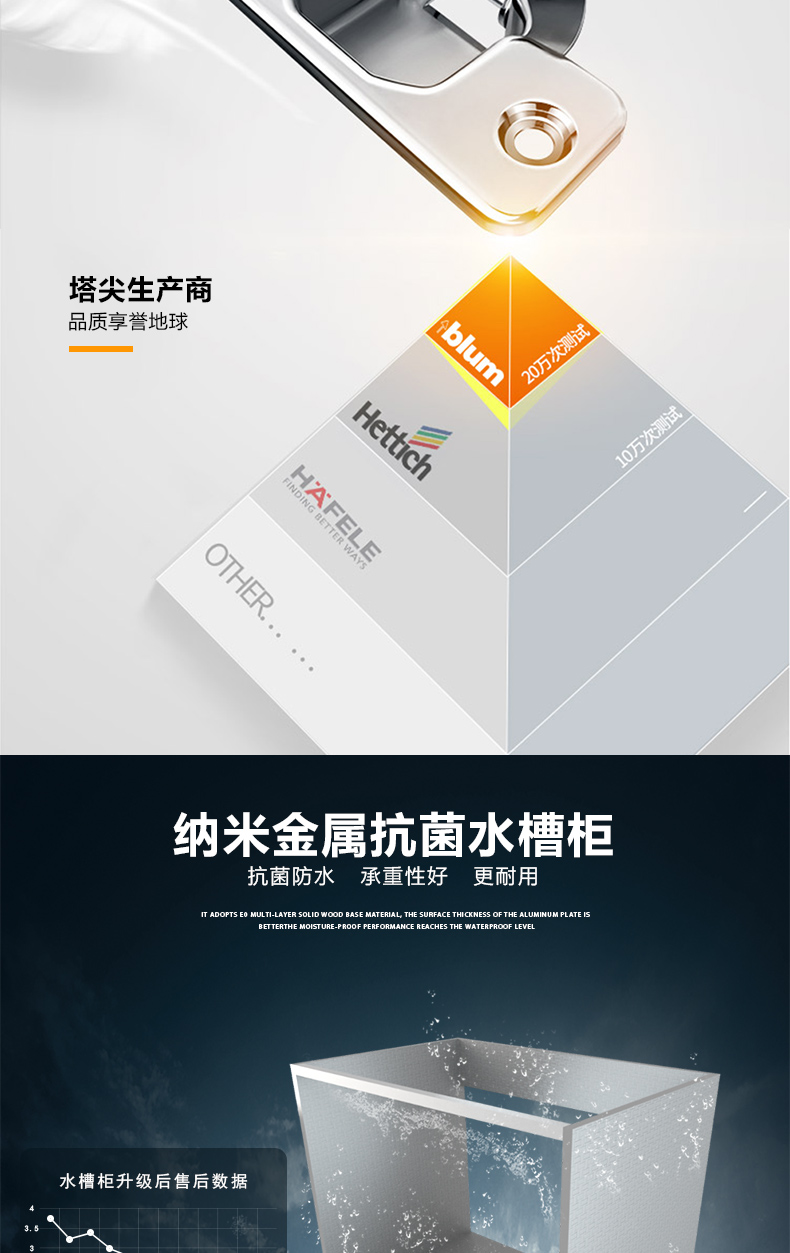 塔尖生产商
品质享誉地球
blum
20万次测试
Hettich
10万次测试
HÄFELE
FINDING BETTER WAYS
OTHER... ...
纳米金属抗菌水槽柜
抗菌防水 承重性好 更耐用
IT ADOPTS E0 MULTI-LAYER SOLID WOOD BASE MATERIAL, THE SURFACE THICKNESS OF THE ALUMINUM PLATE IS
BETTERTHE MOISTURE-PROOF PERFORMANCE REACHES THE WATERPROOF LEVEL
水槽柜升级后售后数据
4
3.5
3